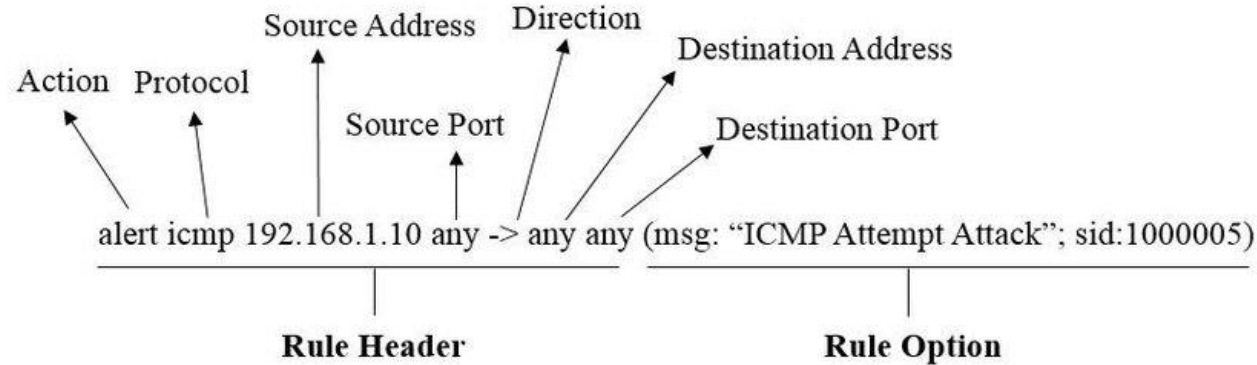 Source Address
Direction
Destination Address
Action
Protocol
Source Port
Destination Port
alert icmp 192.168.1.10 any -> any any (msg: “ICMP Attempt Attack”; sid:1000005)
Rule Header
Rule Option